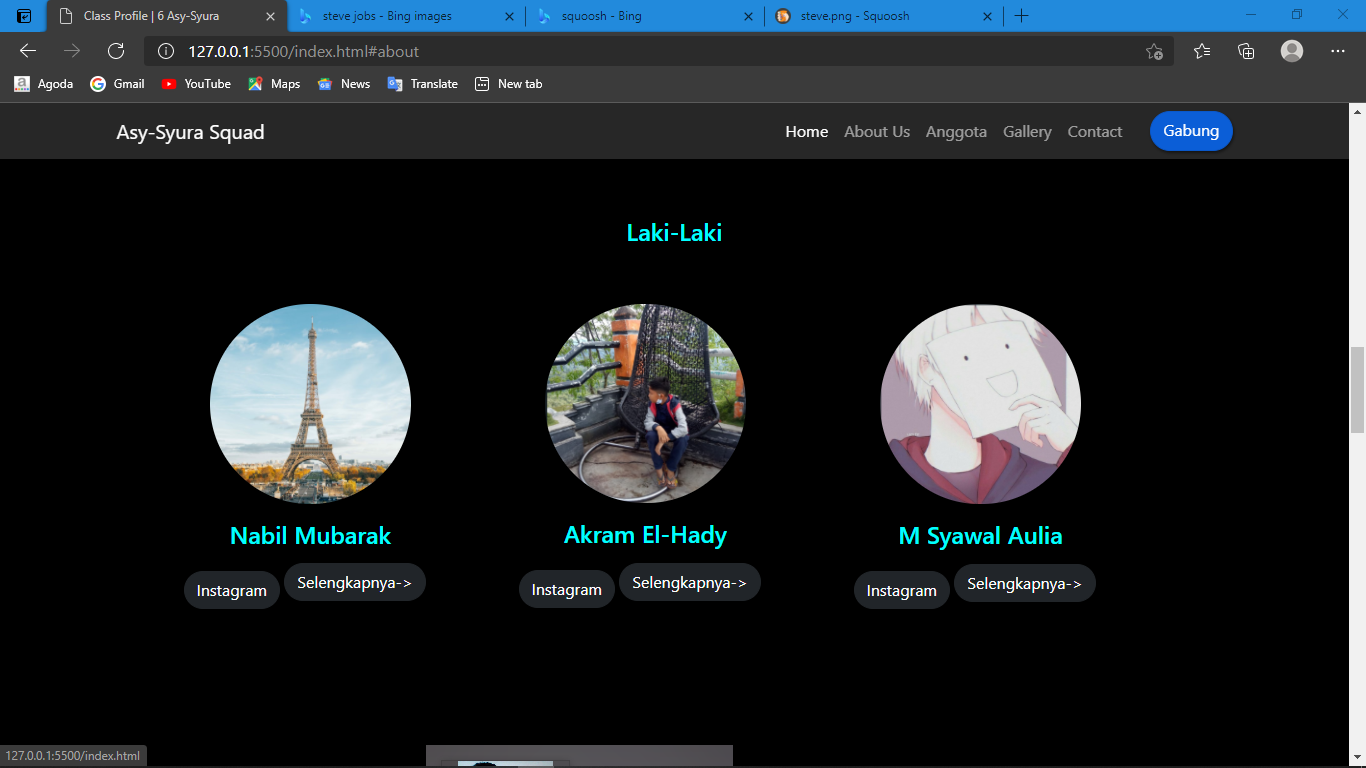 Class Profile | 6 Asy-Syura
steve jobs - Bing images
squoosh - Bing
steve.png - Squoosh
127.0.0.1:5500/index.html#about
Agoda
Gmail
YouTube
Maps
News
Translate
New tab
Asy-Syura Squad
Home
About Us
Anggota
Gallery
Contact
Gabung
Laki-Laki
Nabil Mubarak
Akram El-Hady
M Syawal Aulia
Instagram
Selengkapnya->
Instagram
Selengkapnya->
Instagram
Selengkapnya->
127.0.0.1:5500/index.html